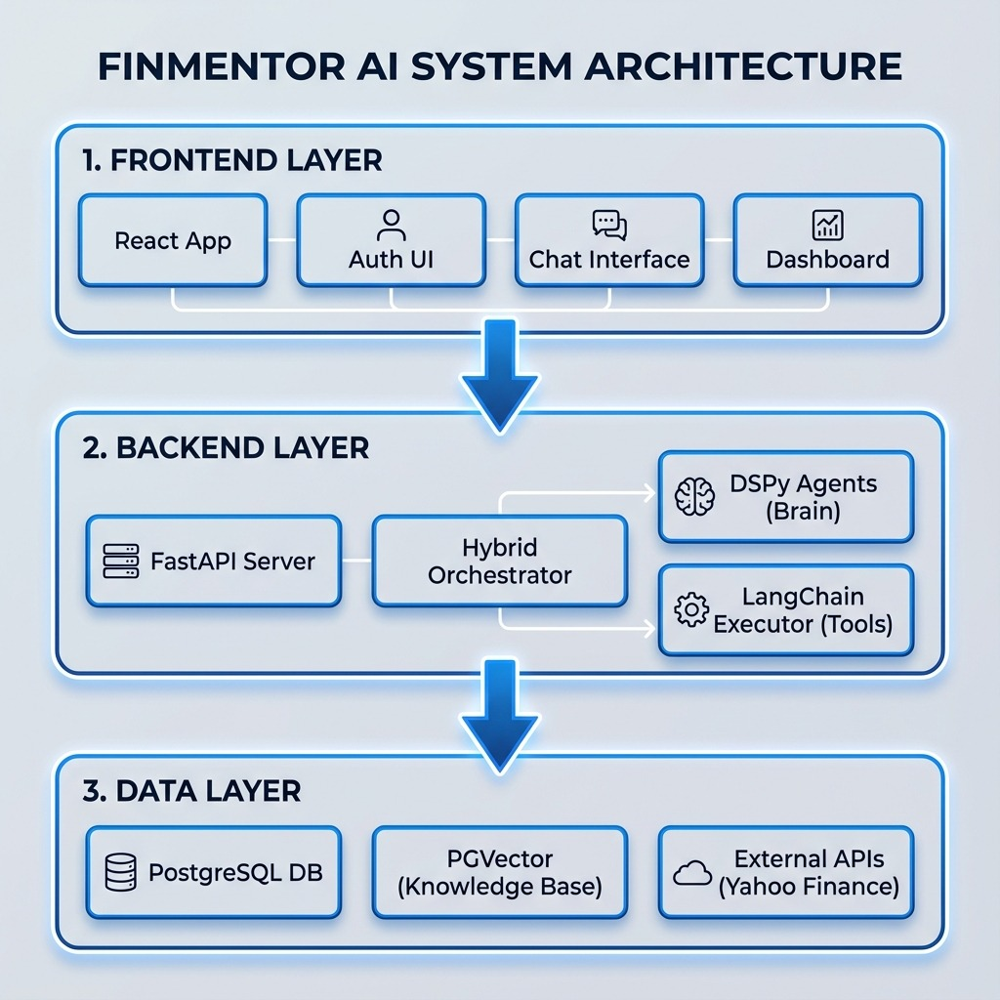 FINMENTOR AI SYSTEM ARCHITECTURE
1. FRONTEND LAYER
React App
Auth UI
Chat Interface
Dashboard
2. BACKEND LAYER
FastAPI Server
Hybrid
Orchestrator
DSPy Agents
(Brain)
LangChain
Executor (Tools)
3. DATA LAYER
PostgreSQL DB
PGVector
(Knowledge Base)
External APIs
(Yahoo Finance)